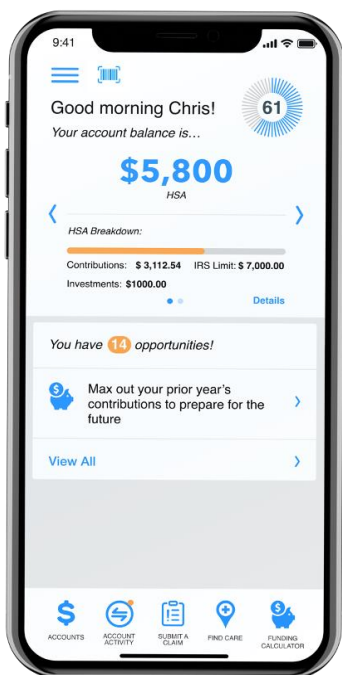 9:41
Good morning Chris!
61
Your account balance is...
$5,800
HSA
HSA Breakdown:
Contributions: $ 3,112.54 IRS Limit: $ 7,000.00
Investments: $1000.00
Details
You have 14 opportunities!
Max out your prior year's
contributions to prepare for the
future
View All
ACCOUNTS
ACCOUNT
ACTIVITY
SUBMIT A
CLAIM
FIND CARE
FUNDING
CALCULATOR